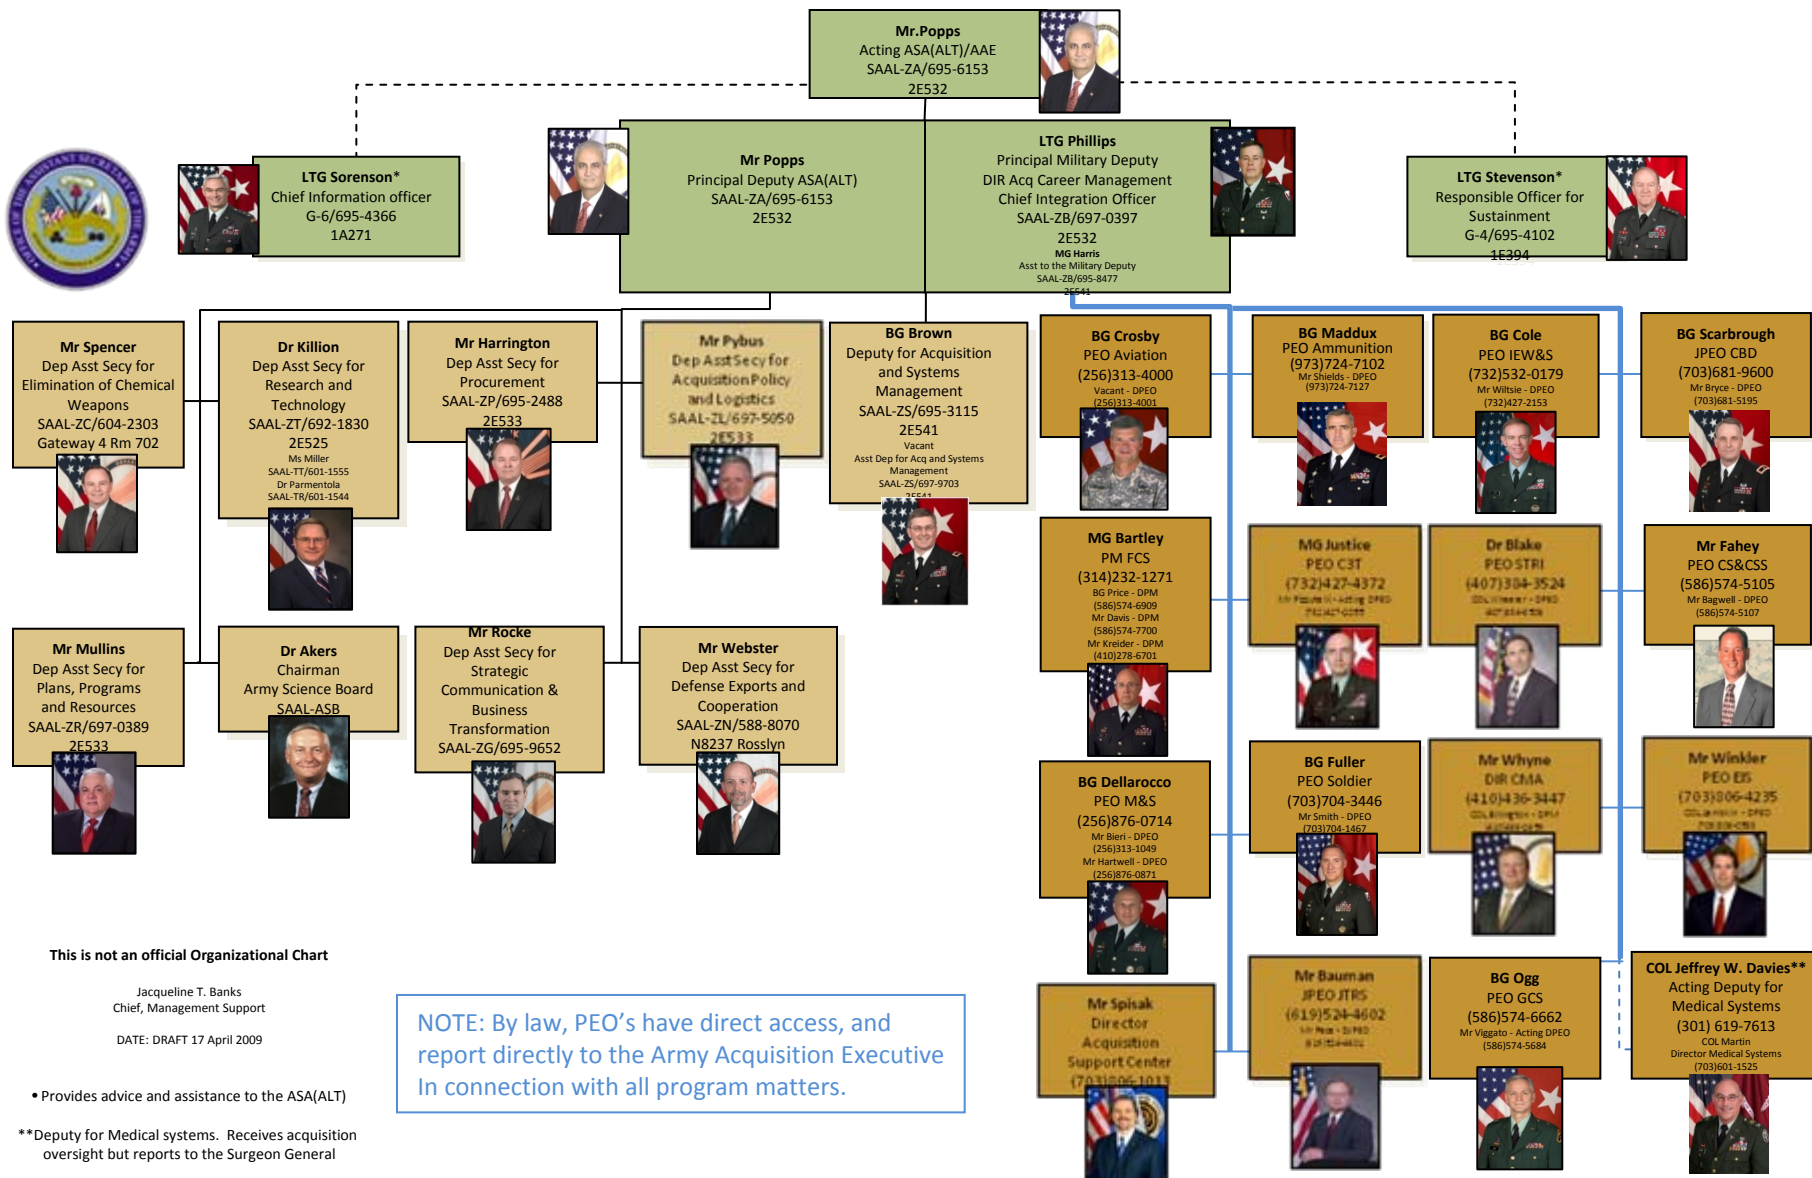 Mr.Popps
Acting ASA(ALT)/AAE
SAAL-ZA/695-6153
2E532
LTG Sorenson*
Chief Information officer
G-6/695-4366
1A271
Mr Popps
Principal Deputy ASA(ALT)
SAAL-ZA/695-6153
2E532
LTG Phillips
Principal Military Deputy
DIR Acq Career Management
Chief Integration Officer
SAAL-ZB/697-0397
2E532
MG Harris
Asst to the Military Deputy
SAAL-ZB/695-8477
2E541
LTG Stevenson*
Responsible Officer for
Sustainment
G-4/695-4102
1E394
Mr Spencer
Dep Asst Secy for
Elimination of Chemical
Weapons
SAAL-ZC/604-2303
Gateway 4 Rm 702
Dr Killion
Dep Asst Secy for
Research and
Technology
SAAL-ZT/692-1830
2E525
Ms Miller
SAAL-TT/601-1555
Dr Parmentola
SAAL-TR/601-1544
Mr Harrington
Dep Asst Secy for
Procurement
SAAL-ZP/695-2488
2E533
Mr Pybus
Dep Asst Secy for
Acquisition Policy
and Logistics
SAAL-ZL/697-5050
2E533
BG Brown
Deputy for Acquisition
and Systems
Management
SAAL-ZS/695-3115
2E541
Vacant
Asst Dep for Acq and Systems
Management
SAAL-ZS/697-9703
2E541
BG Crosby
PEO Aviation
(256)313-4000
Vacant - DPEO
(256)313-4001
BG Maddux
PEO Ammunition
(973)724-7102
Mr Shields - DPEO
(973)724-7127
BG Cole
PEO IEW&S
(732)532-0179
Mr Wiltsie - DPEO
(732)427-2153
BG Scarbrough
JPEO CBD
(703)681-9600
Mr Bryce - DPEO
(703)681-5195
MG Bartley
PM FCS
(314)232-1271
BG Price - DPM
(586)574-6909
Mr Davis - DPM
(586)574-7700
Mr Kreider - DPM
(410)278-6701
MG Justice
PEO C3T
(732)427-4372
Dr Blake
PEO STRI
(407)384-3524
Mr Fahey
PEO CS&CSS
(586)574-5105
Mr Bagwell - DPEO
(586)574-5107
Mr Mullins
Dep Asst Secy for
Plans, Programs
and Resources
SAAL-ZR/697-0389
2E533
Dr Akers
Chairman
Army Science Board
SAAL-ASB
Mr Rocke
Dep Asst Secy for
Strategic
Communication &
Business
Transformation
SAAL-ZG/695-9652
Mr Webster
Dep Asst Secy for
Defense Exports and
Cooperation
SAAL-ZN/588-8070
N8237 Rosslyn
BG Dellarocco
PEO M&S
(256)876-0714
Mr Bieri - DPEO
(256)313-1049
Mr Hartwell - DPEO
(256)876-0871
BG Fuller
PEO Soldier
(703)704-3446
Mr Smith - DPEO
(703)704-1467
Mr Whyne
DIR CMA
(410)436-3447
Mr Winkler
PEO EIS
(703)806-4235
Mr Spisak
Director
Acquisition
Support Center
(703)806-1013
Mr Bauman
JPEO JTRS
(619)524-4602
BG Ogg
PEO GCS
(586)574-6662
Mr Viggato - Acting DPEO
(586)574-5684
COL Jeffrey W. Davies**
Acting Deputy for
Medical Systems
(301) 619-7613
COL Martin
Director Medical Systems
(703)601-1525
This is not an official Organizational Chart
Jacqueline T. Banks
Chief, Management Support
DATE: DRAFT 17 April 2009
• Provides advice and assistance to the ASA(ALT)
**Deputy for Medical systems. Receives acquisition
oversight but reports to the Surgeon General
NOTE: By law, PEO's have direct access, and
report directly to the Army Acquisition Executive
In connection with all program matters.